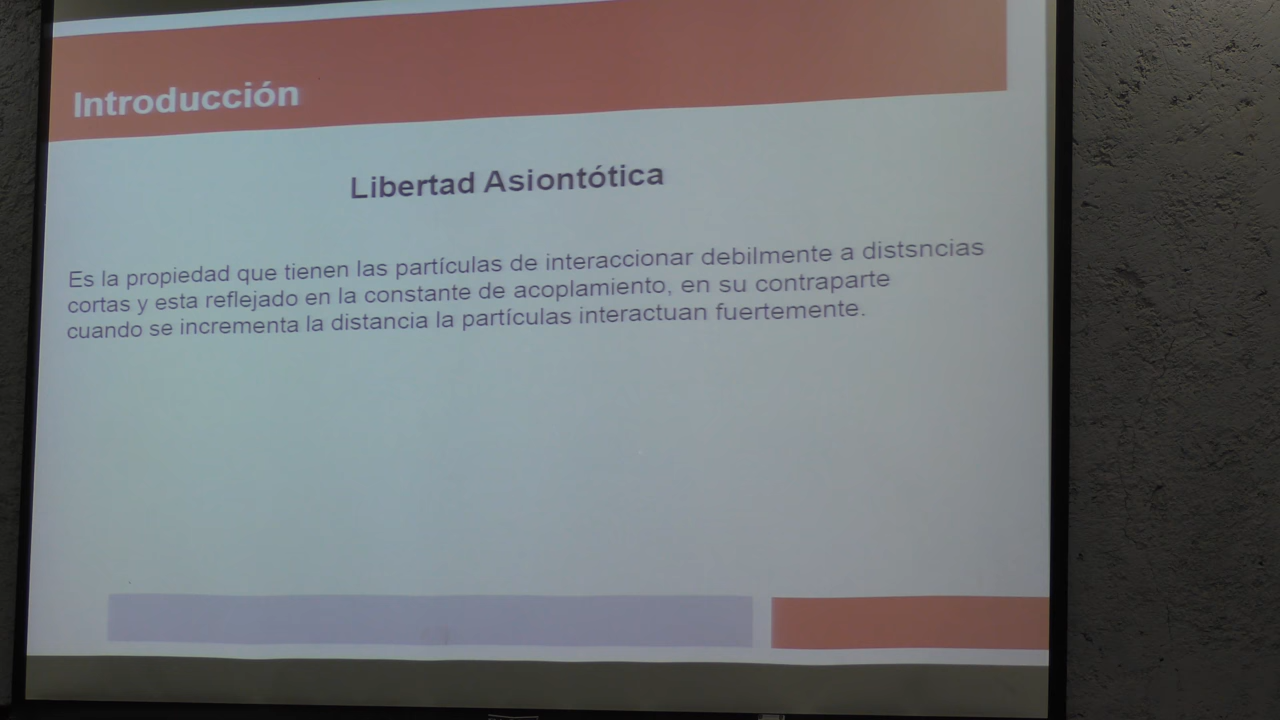 Introducción
Libertad Asiontótica
Es la propiedad que tienen las partículas de interaccionar debilmente a distsncias
cortas y esta reflejado en la constante de acoplamiento, en su contraparte
cuando se incrementa la distancia la partículas interactuan fuertemente.